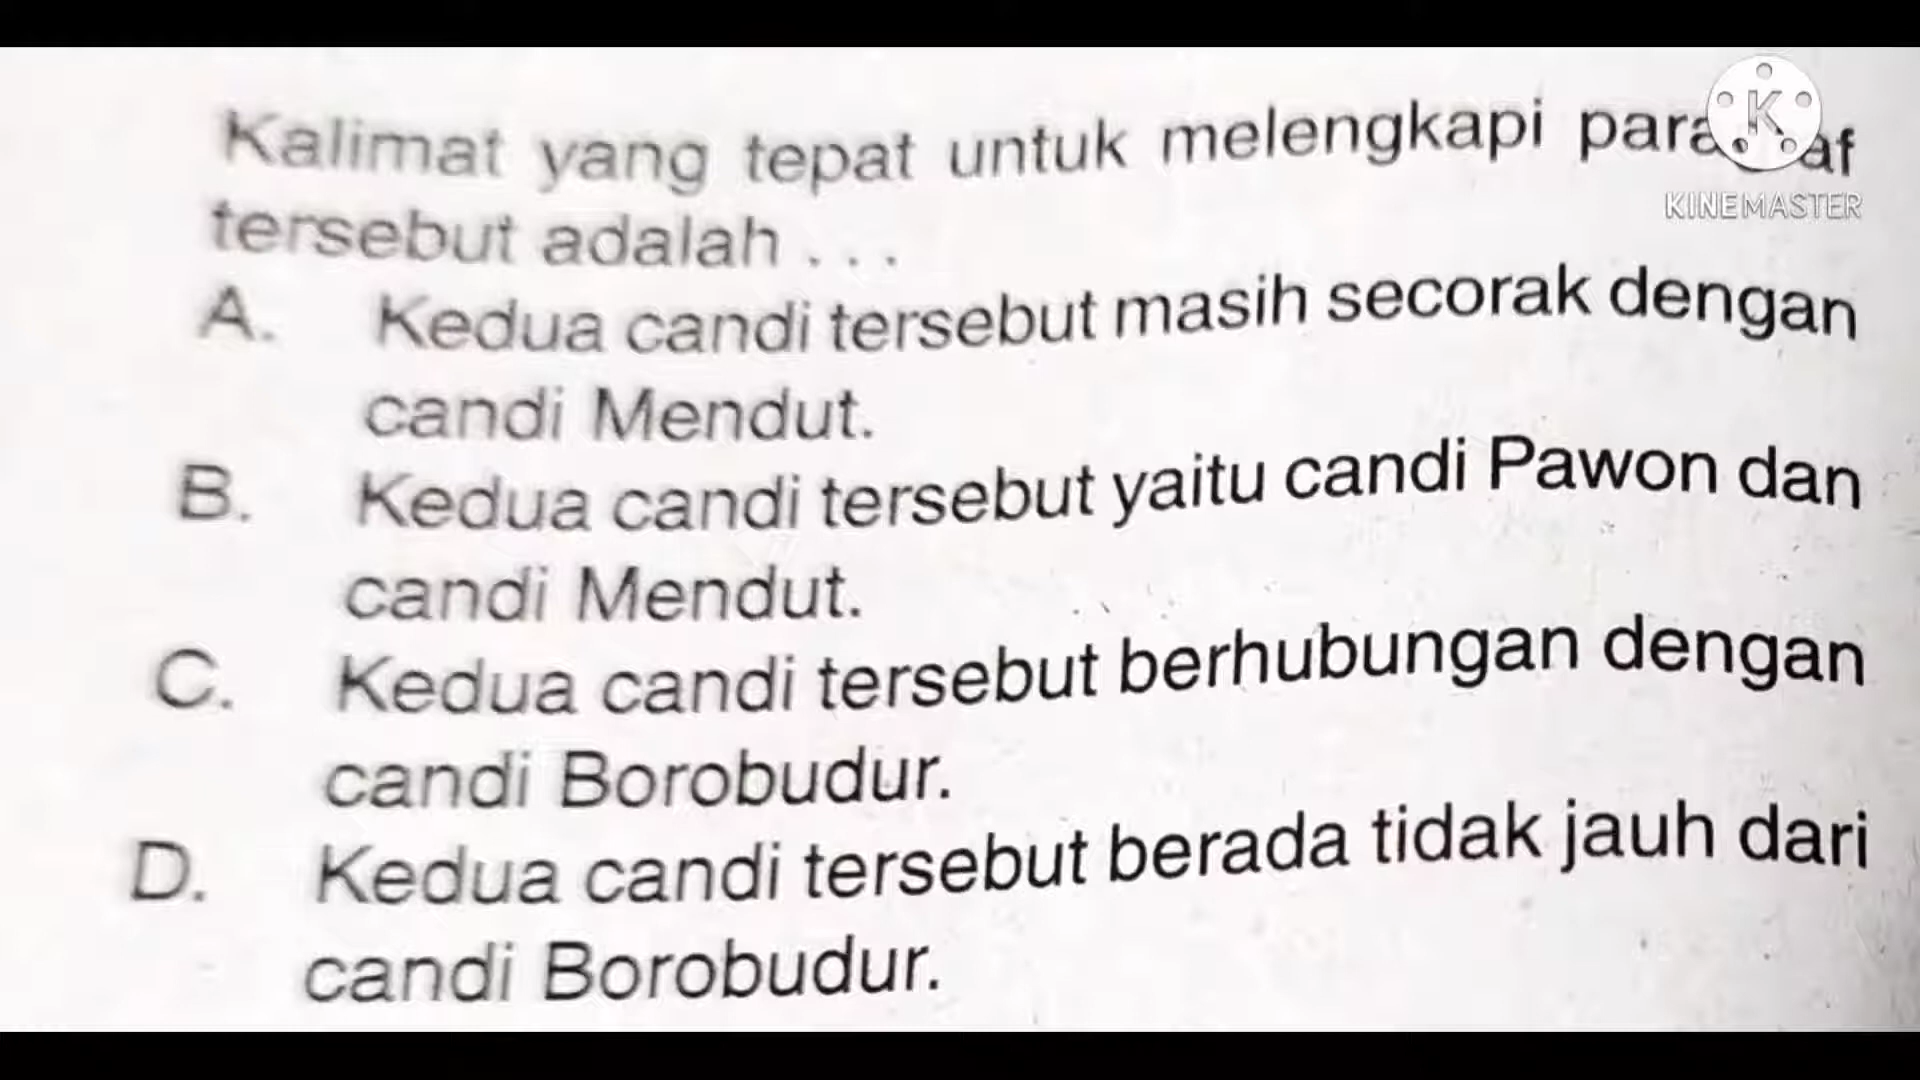 Kalimat yang tepat untuk melengkapi
tersebut adalah . . .
A. Kedua candi tersebut masih secorak dengan
candi Mendut.
B. Kedua candi tersebut yaitu candi Pawon dan
candi Mendut.
C. Kedua candi tersebut berhubungan dengan
candi Borobudur.
D. Kedua candi tersebut berada tidak jauh dari
candi Borobudur.
K
KINEMASTER